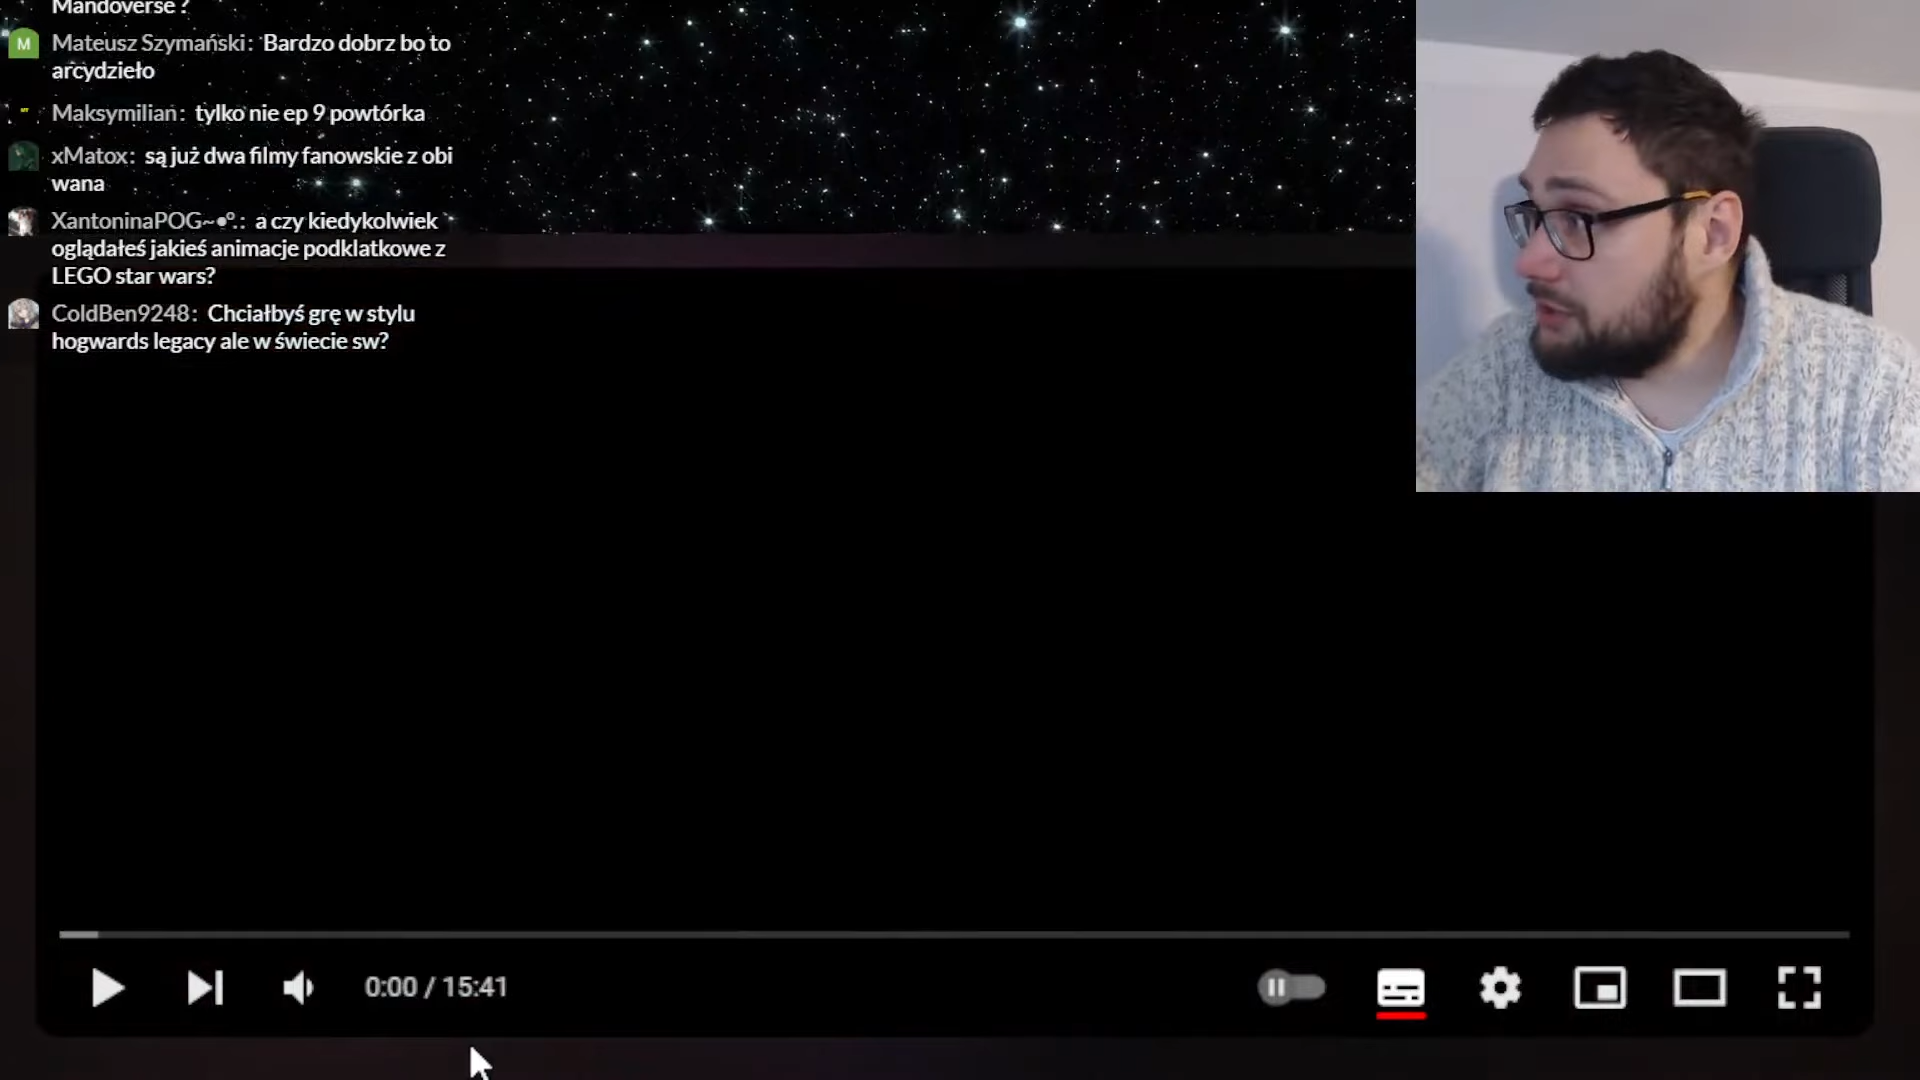 Mandoverse ?
M
Mateusz Szymański: Bardzo dobrz bo to
arcydzieło
Maksymilian: tylko nie ep 9 powtórka
xMatox: są już dwa filmy fanowskie z obi
wana
XantoninaPOG~●°.: a czy kiedykolwiek
oglądałeś jakieś animacje podklatkowe z
LEGO star wars?
ColdBen9248: Chciałbyś grę w stylu
hogwards legacy ale w świecie sw?
0:00 / 15:41